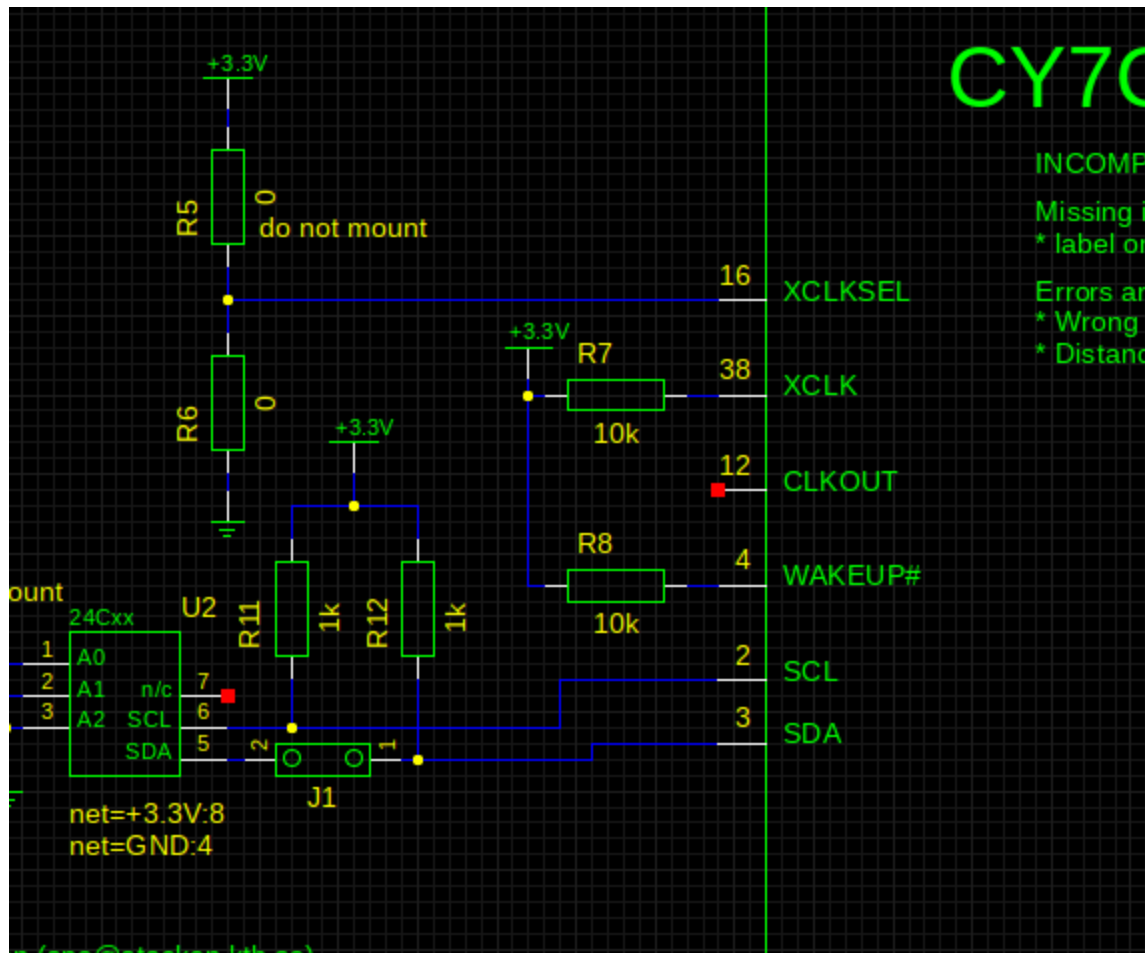 +3.3V
R5
0
do not mount
R6
0
+3.3V
R11
1k
R12
1k
+3.3V
R7
10k
R8
10k
16
XCLKSEL
38
XCLK
12
CLKOUT
4
WAKEUP#
2
SCL
3
SDA
CY7C
INCOMP
Missing i
* label or
Errors an
* Wrong
* Distanc
ount
24Cxx
U2
1
A0
2
A1
3
A2
n/c
7
SCL
6
SDA
5
2
1
J1
net=+3.3V:8
net=GND:4